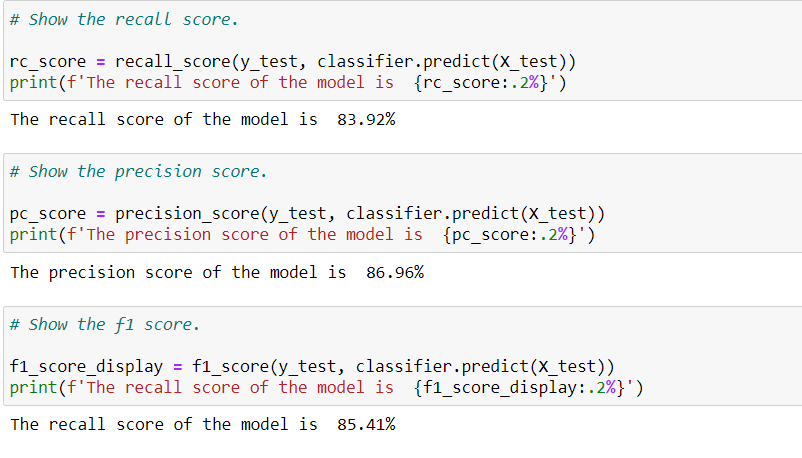 # Show the recall score.
rc_score = recall_score(y_test, classifier.predict(X_test))
print(f'The recall score of the model is  {rc_score:.2%}')
The recall score of the model is  83.92%
# Show the precision score.
pc_score = precision_score(y_test, classifier.predict(X_test))
print(f'The precision score of the model is  {pc_score:.2%}')
The precision score of the model is  86.96%
# Show the f1 score.
f1_score_display = f1_score(y_test, classifier.predict(X_test))
print(f'The recall score of the model is  {f1_score_display:.2%}')
The recall score of the model is  85.41%